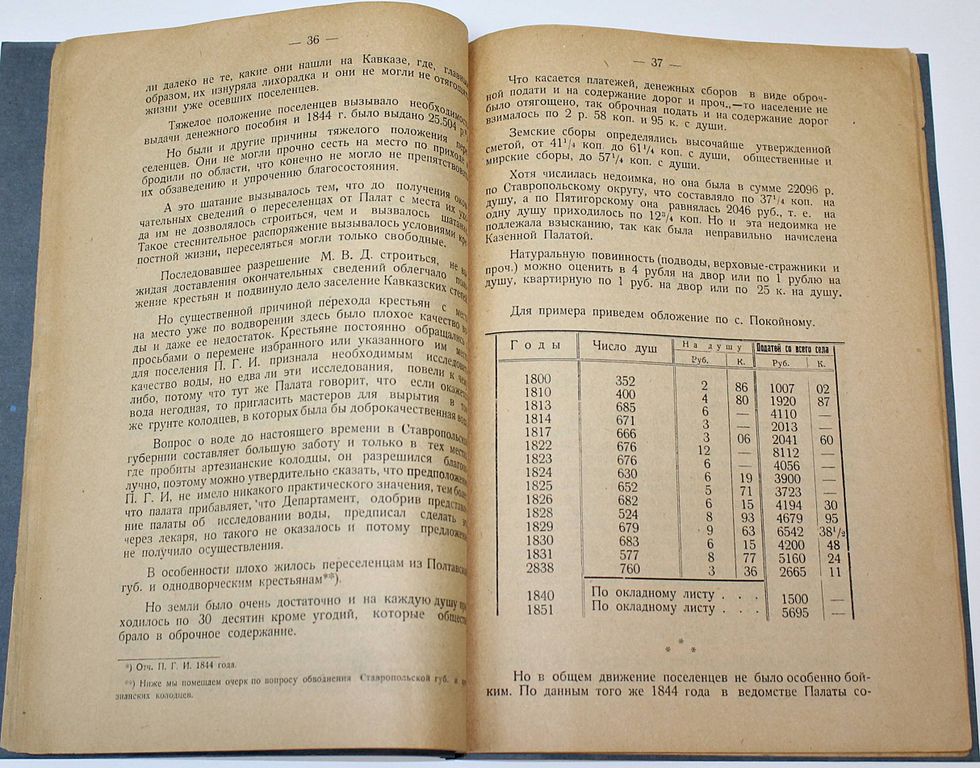 — 36 —
ли далеко не те, какие они нашли на Кавказе, где,
образом, их изнуряла лихорадка и они не могли не
жизни уже осевших поселенцев.
Тяжелое положение поселенцев вызывало
выдачи денежного пособия и 1844 г. было выдано 25.504
Но были и другие причины тяжелого положения
селенцев. Они не могли прочно сесть на место по приходе
бродили по области, что конечно не могло не
их обзаведению и упрочению благосостояния.
А это шатание вызывалось тем, что до получения
чательных сведений о переселенцах от Палат с места их
да им не дозволялось строиться, чем и вызвалось
Такое стеснительное распоряжение вызывалось условиями
постной жизни, переселяться могли только свободные.
Последовавшее разрешение М. В. Д. строиться, не
жидая доставления окончательных сведений облегчало
жение крестьян и подвинуло дело заселение Кавказских
Но существенной причиной перехода крестьян с
на место уже по водворении здесь было плохое качество
ды и даже ее недостаток. Крестьяне постоянно
просьбами о перемене избранного или указанного им
для поселения П. Г. И. признала необходимым
качество воды, но едва ли эти исследования, повели к
либо, потому что тут же Палата говорит, что если
вода негодная, то пригласить мастеров для вырытия в
же грунте колодцев, в которых была бы доброкачественная
Вопрос о воде до настоящего времени в
губернии составляет большую заботу и только в тех
где пробиты артезианские колодцы, он разрешился
лучно, поэтому можно утвердительно сказать, что
П. Г. И. не имело никакого практического значения, тем
что палата прибавляет, что Департамент, одобрив
ние палаты об исследовании воды, предписал сделать
через лекаря, но такого не оказалось и потому
не получило осуществления.
В особенности плохо жилось переселенцам из
губ. и однодворческим крестьянам**).
Но земли было очень достаточно и на каждую душу
ходилось по 30 десятин кроме угодий, которые
брало в оброчное содержание.
*) Отч. П. Г. И. 1844 года.
**) Ниже мы помещаем очерк по вопросу обводнения Ставропольской губ. и
зианских колодцев.
— 37 —
Что касается платежей, денежных сборов в виде оброч-
ной подати и на содержание дорог и проч.,—то население не
было отягощено, так оброчная подать и на содержание дорог
взималось по 2 р. 58 коп. и 95 к. с души.
Земские сборы определялись высочайше утвержденной
сметой, от 41¹/₄ коп. до 61¹/₄ коп. с души, общественные и
мирские сборы, до 57¹/₄ коп. с души.
Хотя числилась недоимка, но она была в сумме 22096 р.
по Ставропольскому округу, что составляло по 37¹/₄ коп. на
душу, а по Пятигорскому она равнялась 2046 руб., т. е. на
одну душу приходилось по 12³/₄ коп. Но и эта недоимка не
подлежала взысканию, так как была неправильно начислена
Казенной Палатой.
Натуральную повинность (подводы, верховые-стражники и
проч.) можно оценить в 4 рубля на двор или по 1 рублю на
душу, квартирную по 1 руб. на двор или по 25 к. на душу.
Для примера приведем обложение по с. Покойному.
Годы Число душ На душу Податей со всего села
Руб. К. Руб. К.
1800 352 2 86 1007 02
1810 400 4 80 1920 87
1813 685 6 — 4110 —
1814 671 3 — 2013 —
1817 666 3 06 2041 60
1822 676 12 — 8112 —
1823 676 6 — 4056 —
1824 630 6 19 3900 —
1825 652 5 71 3723 —
1826 682 6 15 4194 30
1828 524 8 93 4679 95
1829 679 9 63 6542 38¹/₂
1830 683 6 15 4200 48
1831 577 8 77 5160 24
2838 760 3 36 2665 11
1840 По окладному листу . . . 1500 —
1851 По окладному листу . . . 5695 —
*
* *
Но в общем движение поселенцев не было особенно бой-
ким. По данным того же 1844 года в ведомстве Палаты со-